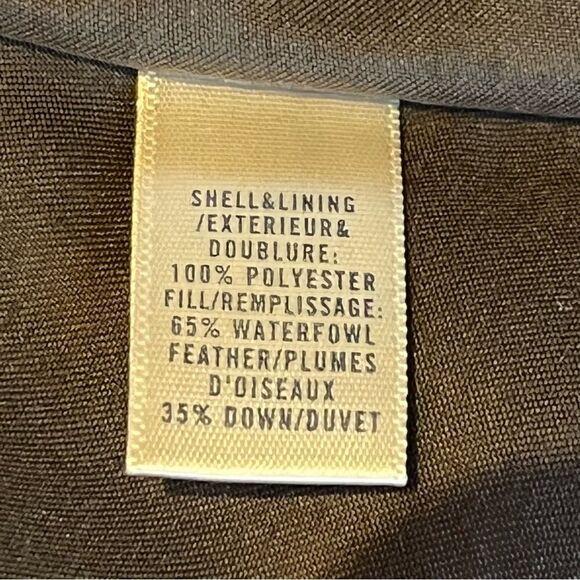 SHELL&LINING
/EXTERIEUR&
DOUBLURE:
100% POLYESTER
FILL/REMPLISSAGE:
65% WATERFOWL
FEATHER/PLUMES
D'OISEAUX
35% DOWN/DUVET